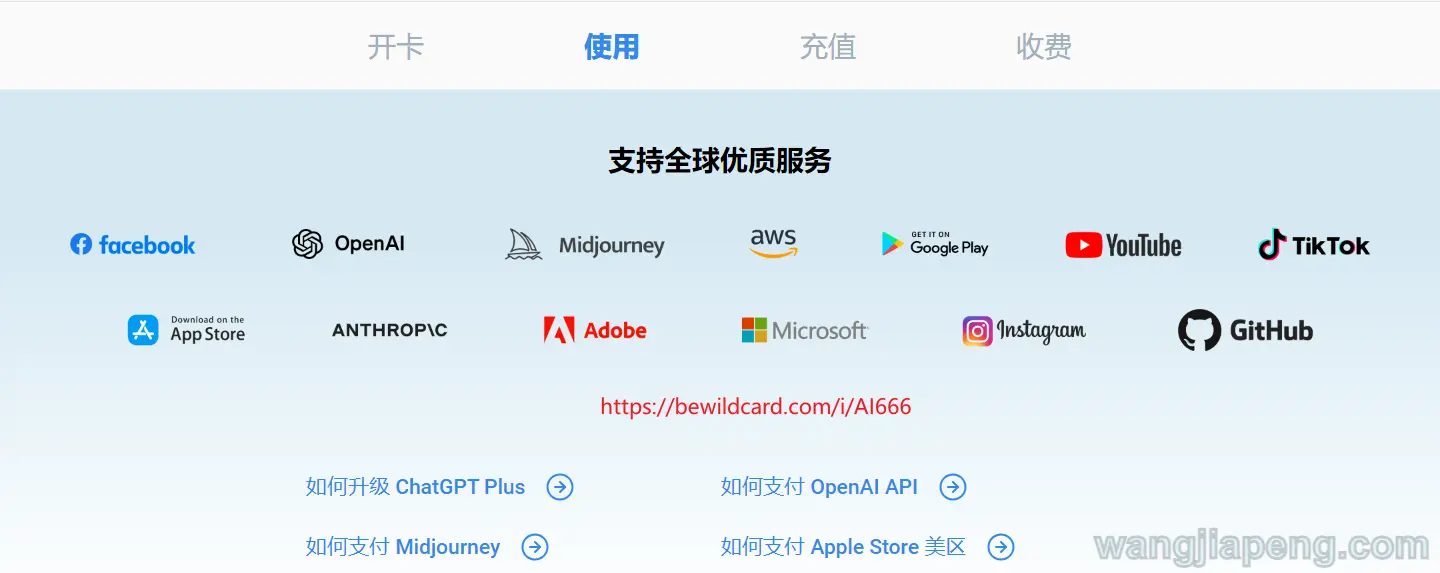 开卡 使用 充值 收费
支持全球优质服务
facebook OpenAI Midjourney aws GET IT ON Google Play YouTube TikTok
Download on the App Store ANTHROP\C Adobe Microsoft Instagram GitHub
https://bewildcard.com/i/AI666
如何升级 ChatGPT Plus 如何支付 OpenAI API
如何支付 Midjourney 如何支付 Apple Store 美区
wangjiapeng.com